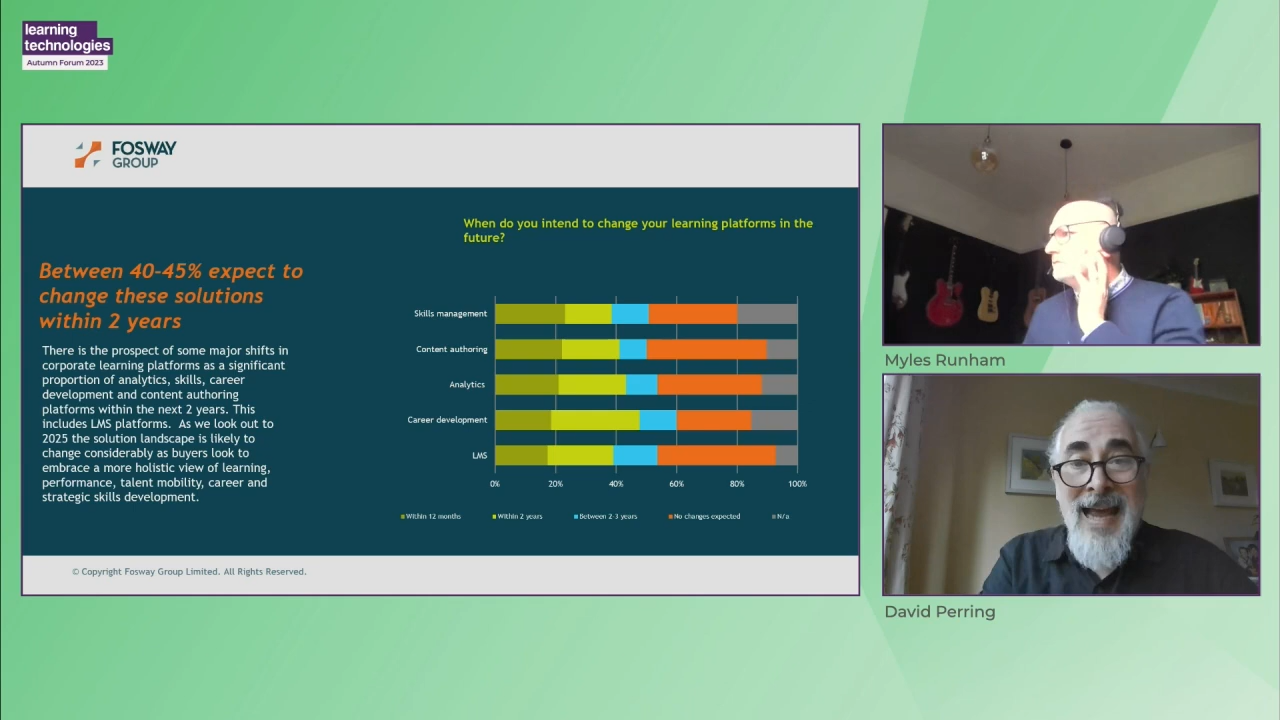 learning
technologies
Autumn Forum 2023
FOSWAY
GROUP
When do you intend to change your learning platforms in the
future?
Between 40-45% expect to
change these solutions
within 2 years
There is the prospect of some major shifts in
corporate learning platforms as a significant
proportion of analytics, skills, career
development and content authoring
platforms within the next 2 years. This
includes LMS platforms. As we look out to
2025 the solution landscape is likely to
change considerably as buyers look to
embrace a more holistic view of learning,
performance, talent mobility, career and
strategic skills development.
Skills management
Content authoring
Analytics
Career development
LMS
0% 20% 40% 60% 80% 100%
Within 12 months Within 2 years Between 2-3 years No changes expected N/a
© Copyright Fosway Group Limited. All Rights Reserved.
Myles Runham
David Perring